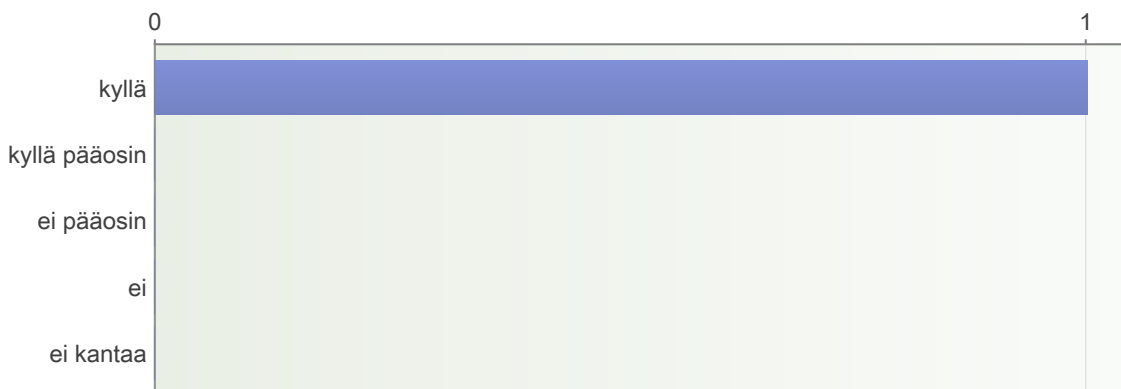 0 1
kyllä
kyllä pääosin
ei pääosin
ei
ei kantaa